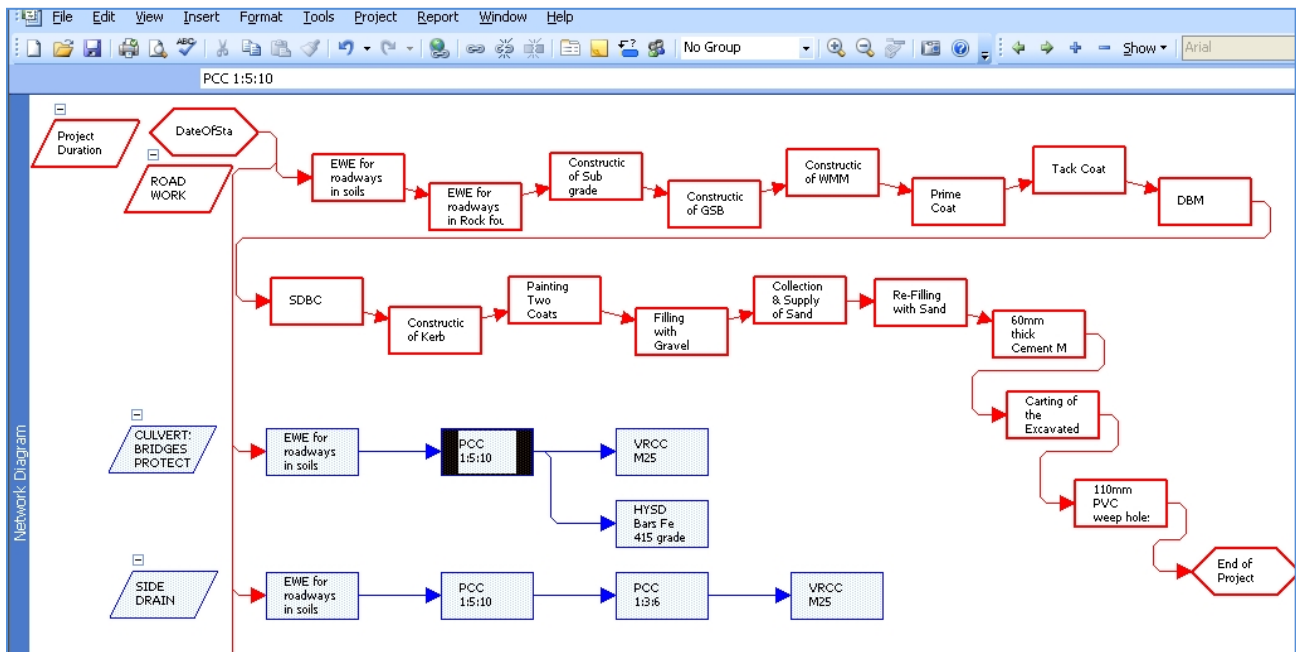 File Edit View Insert Format Tools Project Report Window Help
No Group Show Arial
PCC 1:5:10
Network Diagram
Project
Duration
DateOfSta
ROAD
WORK
EWE for
roadways
in soils
EWE for
roadways
in Rock fou
Constructic
of Sub
grade
Constructic
of GSB
Constructic
of WMM
Prime
Coat
Tack Coat
DBM
SDBC
Constructic
of Kerb
Painting
Two
Coats
Filling
with
Gravel
Collection
& Supply
of Sand
Re-Filling
with Sand
60mm
thick
Cement M
Carting of
the
Excavated
110mm
PVC
weep hole:
End of
Project
CULVERT:
BRIDGES
PROTECT
EWE for
roadways
in soils
PCC
1:5:10
VRCC
M25
HYSD
Bars Fe
415 grade
SIDE
DRAIN
EWE for
roadways
in soils
PCC
1:5:10
PCC
1:3:6
VRCC
M25